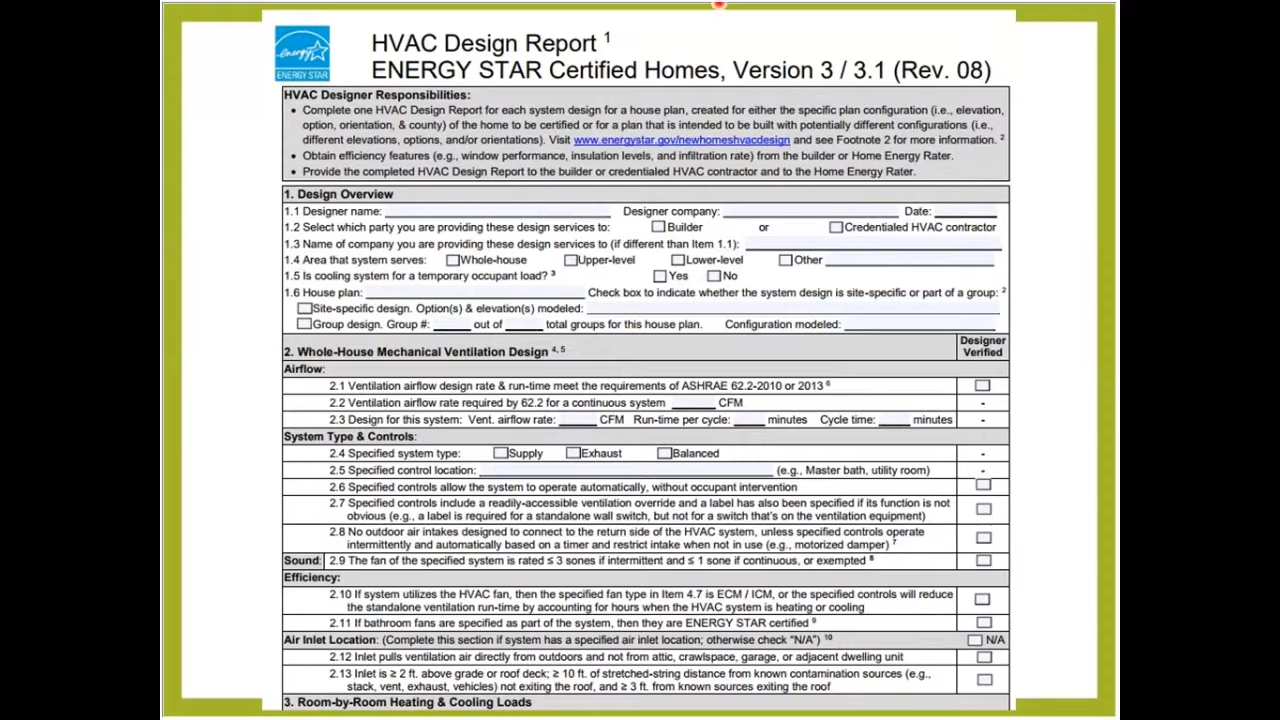 energy
ENERGY STAR
HVAC Design Report 1
ENERGY STAR Certified Homes, Version 3 / 3.1 (Rev. 08)
HVAC Designer Responsibilities:
• Complete one HVAC Design Report for each system design for a house plan, created for either the specific plan configuration (i.e., elevation,
option, orientation, & county) of the home to be certified or for a plan that is intended to be built with potentially different configurations (i.e.,
different elevations, options, and/or orientations). Visit www.energystar.gov/newhomeshvacdesign and see Footnote 2 for more information. 2
• Obtain efficiency features (e.g., window performance, insulation levels, and infiltration rate) from the builder or Home Energy Rater.
• Provide the completed HVAC Design Report to the builder or credentialed HVAC contractor and to the Home Energy Rater.
1. Design Overview
1.1 Designer name: Designer company: Date:
1.2 Select which party you are providing these design services to: Builder or Credentialed HVAC contractor
1.3 Name of company you are providing these design services to (if different than Item 1.1):
1.4 Area that system serves: Whole-house Upper-level Lower-level Other
1.5 Is cooling system for a temporary occupant load? 3 Yes No
1.6 House plan: Check box to indicate whether the system design is site-specific or part of a group: 2
Site-specific design. Option(s) & elevation(s) modeled:
Group design. Group #: out of total groups for this house plan. Configuration modeled:
2. Whole-House Mechanical Ventilation Design 4, 5 Designer Verified
Airflow:
2.1 Ventilation airflow design rate & run-time meet the requirements of ASHRAE 62.2-2010 or 2013 6
2.2 Ventilation airflow rate required by 62.2 for a continuous system CFM -
2.3 Design for this system: Vent. airflow rate: CFM Run-time per cycle: minutes Cycle time: minutes -
System Type & Controls:
2.4 Specified system type: Supply Exhaust Balanced -
2.5 Specified control location: (e.g., Master bath, utility room) -
2.6 Specified controls allow the system to operate automatically, without occupant intervention
2.7 Specified controls include a readily-accessible ventilation override and a label has also been specified if its function is not
obvious (e.g., a label is required for a standalone wall switch, but not for a switch that's on the ventilation equipment)
2.8 No outdoor air intakes designed to connect to the return side of the HVAC system, unless specified controls operate
intermittently and automatically based on a timer and restrict intake when not in use (e.g., motorized damper) 7
Sound: 2.9 The fan of the specified system is rated ≤ 3 sones if intermittent and ≤ 1 sone if continuous, or exempted 8
Efficiency:
2.10 If system utilizes the HVAC fan, then the specified fan type in Item 4.7 is ECM / ICM, or the specified controls will reduce
the standalone ventilation run-time by accounting for hours when the HVAC system is heating or cooling
2.11 If bathroom fans are specified as part of the system, then they are ENERGY STAR certified 9
Air Inlet Location: (Complete this section if system has a specified air inlet location; otherwise check "N/A") 10 N/A
2.12 Inlet pulls ventilation air directly from outdoors and not from attic, crawlspace, garage, or adjacent dwelling unit
2.13 Inlet is ≥ 2 ft. above grade or roof deck; ≥ 10 ft. of stretched-string distance from known contamination sources (e.g.,
stack, vent, exhaust, vehicles) not exiting the roof, and ≥ 3 ft. from known sources exiting the roof
3. Room-by-Room Heating & Cooling Loads